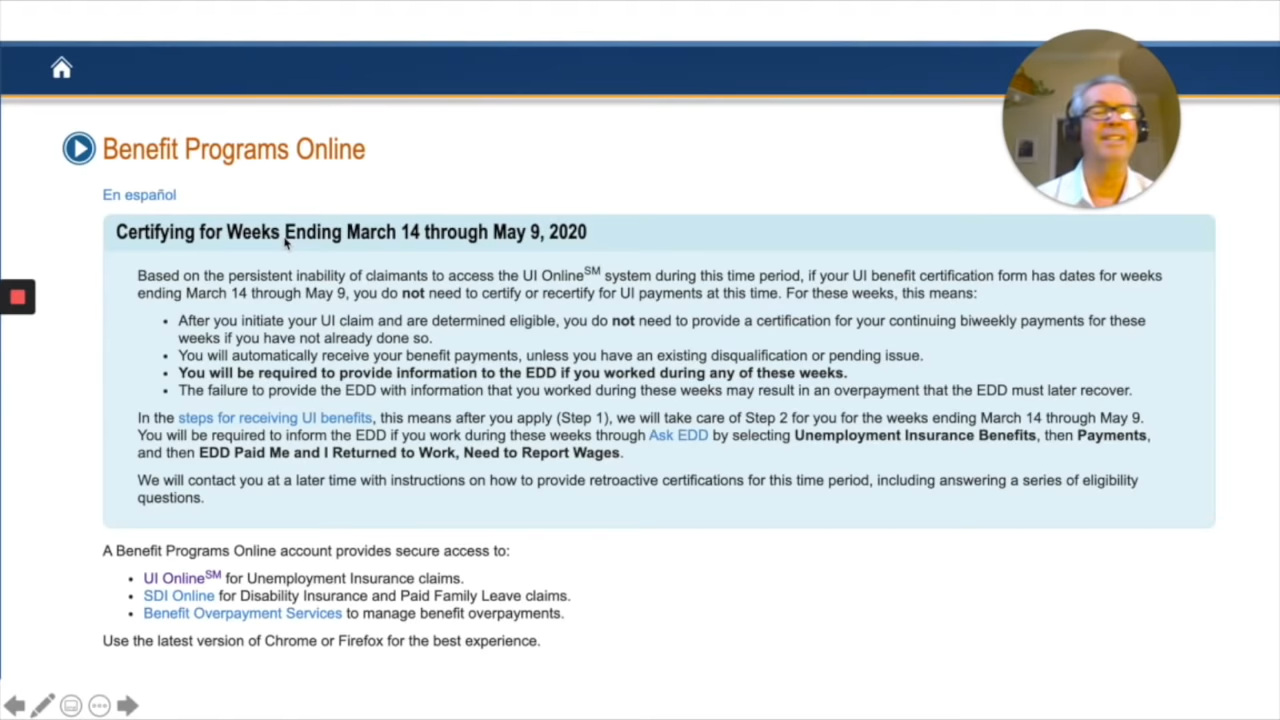 Benefit Programs Online
En español
Certifying for Weeks Ending March 14 through May 9, 2020
Based on the persistent inability of claimants to access the UI OnlineSM system during this time period, if your UI benefit certification form has dates for weeks
ending March 14 through May 9, you do not need to certify or recertify for UI payments at this time. For these weeks, this means:
• After you initiate your UI claim and are determined eligible, you do not need to provide a certification for your continuing biweekly payments for these
weeks if you have not already done so.
• You will automatically receive your benefit payments, unless you have an existing disqualification or pending issue.
• You will be required to provide information to the EDD if you worked during any of these weeks.
• The failure to provide the EDD with information that you worked during these weeks may result in an overpayment that the EDD must later recover.
In the steps for receiving UI benefits, this means after you apply (Step 1), we will take care of Step 2 for you for the weeks ending March 14 through May 9.
You will be required to inform the EDD if you work during these weeks through Ask EDD by selecting Unemployment Insurance Benefits, then Payments,
and then EDD Paid Me and I Returned to Work, Need to Report Wages.
We will contact you at a later time with instructions on how to provide retroactive certifications for this time period, including answering a series of eligibility
questions.
A Benefit Programs Online account provides secure access to:
• UI OnlineSM for Unemployment Insurance claims.
• SDI Online for Disability Insurance and Paid Family Leave claims.
• Benefit Overpayment Services to manage benefit overpayments.
Use the latest version of Chrome or Firefox for the best experience.